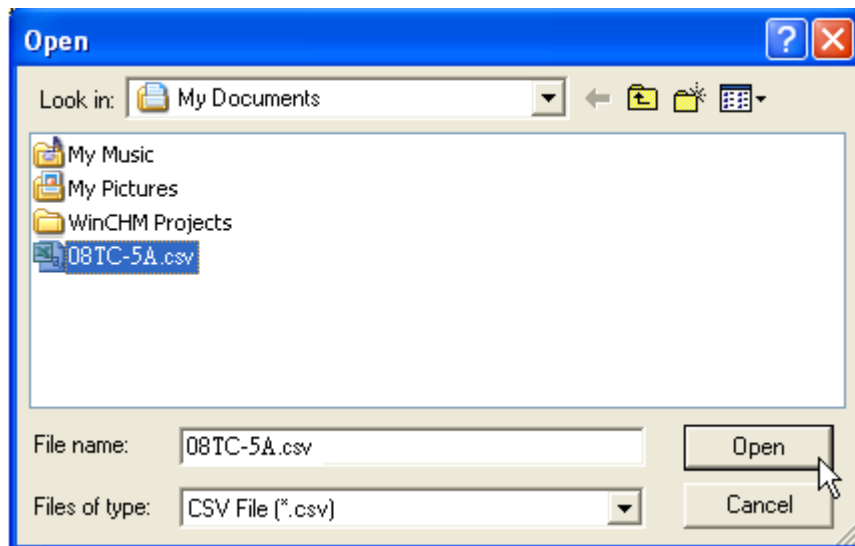 Open
Look in: My Documents
My Music
My Pictures
WinCHM Projects
08TC-5A.csv
File name: 08TC-5A.csv Open
Files of type: CSV File (*.csv) Cancel